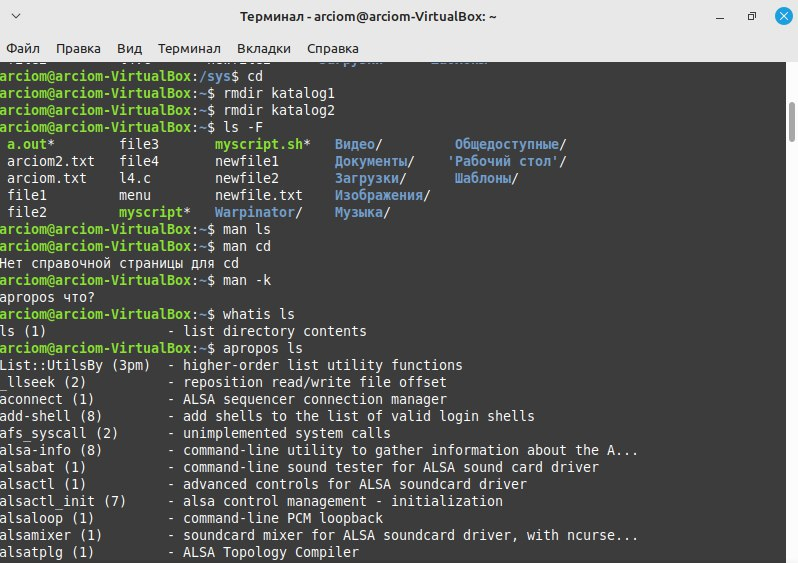 Терминал - arciom@arciom-VirtualBox: ~
Файл Правка Вид Терминал Вкладки Справка
arciom@arciom-VirtualBox:/sys$ cd
arciom@arciom-VirtualBox:~$ rmdir katalog1
arciom@arciom-VirtualBox:~$ rmdir katalog2
arciom@arciom-VirtualBox:~$ ls -F
a.out* file3 myscript.sh* Видео/ Общедоступные/
arciom2.txt file4 newfile1 Документы/ 'Рабочий стол'/
arciom.txt l4.c newfile2 Загрузки/ Шаблоны/
file1 menu newfile.txt Изображения/
file2 myscript* Warpinator/ Музыка/
arciom@arciom-VirtualBox:~$ man ls
arciom@arciom-VirtualBox:~$ man cd
Нет справочной страницы для cd
arciom@arciom-VirtualBox:~$ man -k
apropos что?
arciom@arciom-VirtualBox:~$ whatis ls
ls (1) - list directory contents
arciom@arciom-VirtualBox:~$ apropos ls
List::UtilsBy (3pm) - higher-order list utility functions
_llseek (2) - reposition read/write file offset
aconnect (1) - ALSA sequencer connection manager
add-shell (8) - add shells to the list of valid login shells
afs_syscall (2) - unimplemented system calls
alsa-info (8) - command-line utility to gather information about the A...
alsabat (1) - command-line sound tester for ALSA sound card driver
alsactl (1) - advanced controls for ALSA soundcard driver
alsactl_init (7) - alsa control management - initialization
alsaloop (1) - command-line PCM loopback
alsamixer (1) - soundcard mixer for ALSA soundcard driver, with ncurse...
alsatplg (1) - ALSA Topology Compiler